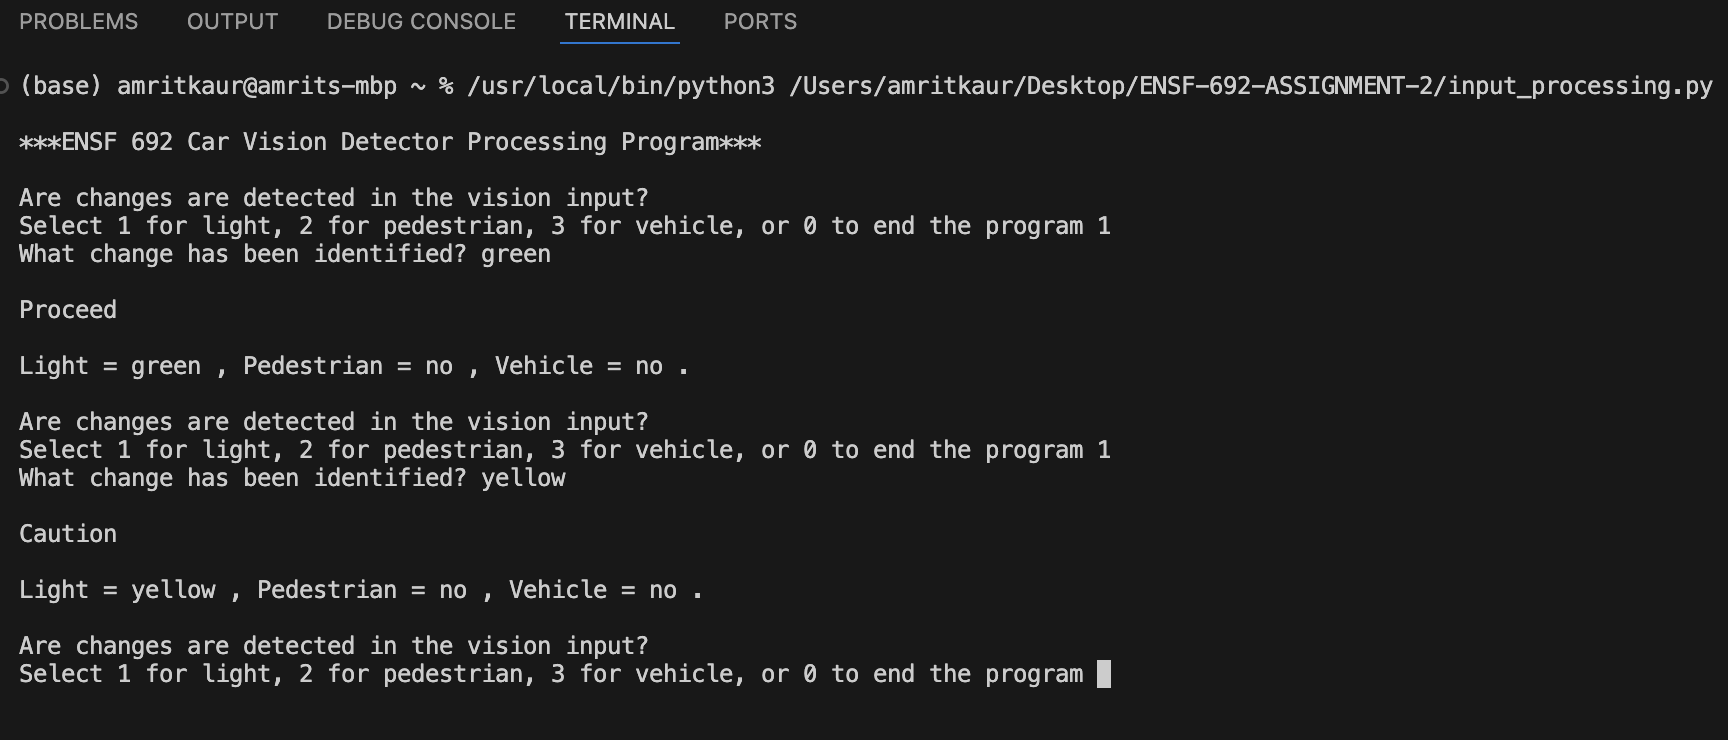 PROBLEMS OUTPUT DEBUG CONSOLE TERMINAL PORTS
(base) amritkaur@amrits-mbp ~ % /usr/local/bin/python3 /Users/amritkaur/Desktop/ENSF-692-ASSIGNMENT-2/input_processing.py
***ENSF 692 Car Vision Detector Processing Program***
Are changes are detected in the vision input?
Select 1 for light, 2 for pedestrian, 3 for vehicle, or 0 to end the program 1
What change has been identified? green
Proceed
Light = green , Pedestrian = no , Vehicle = no .
Are changes are detected in the vision input?
Select 1 for light, 2 for pedestrian, 3 for vehicle, or 0 to end the program 1
What change has been identified? yellow
Caution
Light = yellow , Pedestrian = no , Vehicle = no .
Are changes are detected in the vision input?
Select 1 for light, 2 for pedestrian, 3 for vehicle, or 0 to end the program